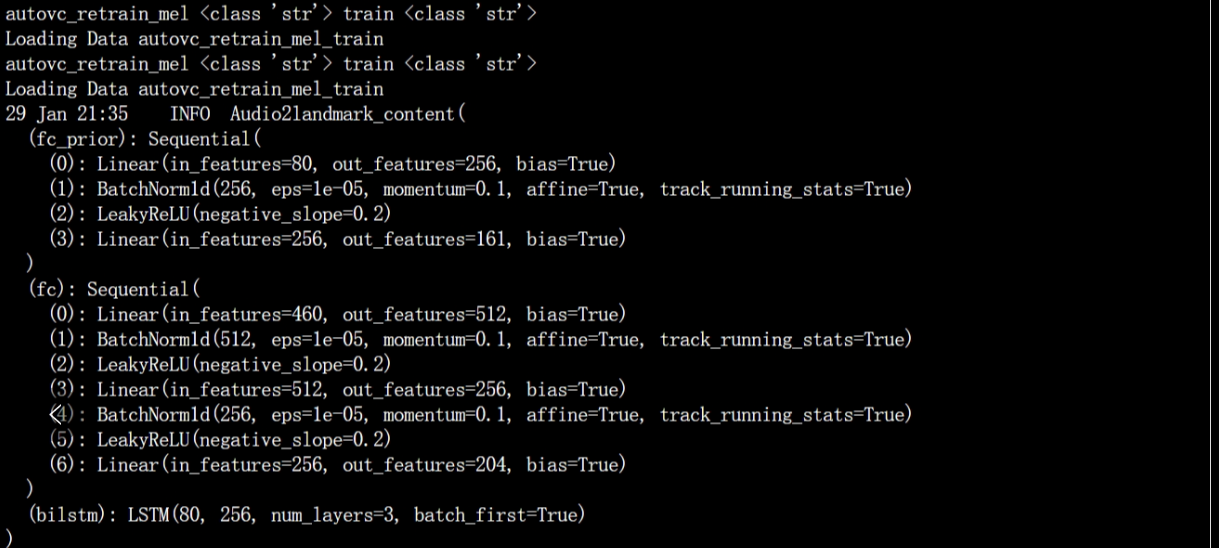 autovc_retrain_mel <class 'str'> train <class 'str'>
Loading Data autovc_retrain_mel_train
autovc_retrain_mel <class 'str'> train <class 'str'>
Loading Data autovc_retrain_mel_train
29 Jan 21:35    INFO  Audio2landmark_content(
  (fc_prior): Sequential(
    (0): Linear(in_features=80, out_features=256, bias=True)
    (1): BatchNorm1d(256, eps=1e-05, momentum=0.1, affine=True, track_running_stats=True)
    (2): LeakyReLU(negative_slope=0.2)
    (3): Linear(in_features=256, out_features=161, bias=True)
  )
  (fc): Sequential(
    (0): Linear(in_features=460, out_features=512, bias=True)
    (1): BatchNorm1d(512, eps=1e-05, momentum=0.1, affine=True, track_running_stats=True)
    (2): LeakyReLU(negative_slope=0.2)
    (3): Linear(in_features=512, out_features=256, bias=True)
    (4): BatchNorm1d(256, eps=1e-05, momentum=0.1, affine=True, track_running_stats=True)
    (5): LeakyReLU(negative_slope=0.2)
    (6): Linear(in_features=256, out_features=204, bias=True)
  )
  (bilstm): LSTM(80, 256, num_layers=3, batch_first=True)
)